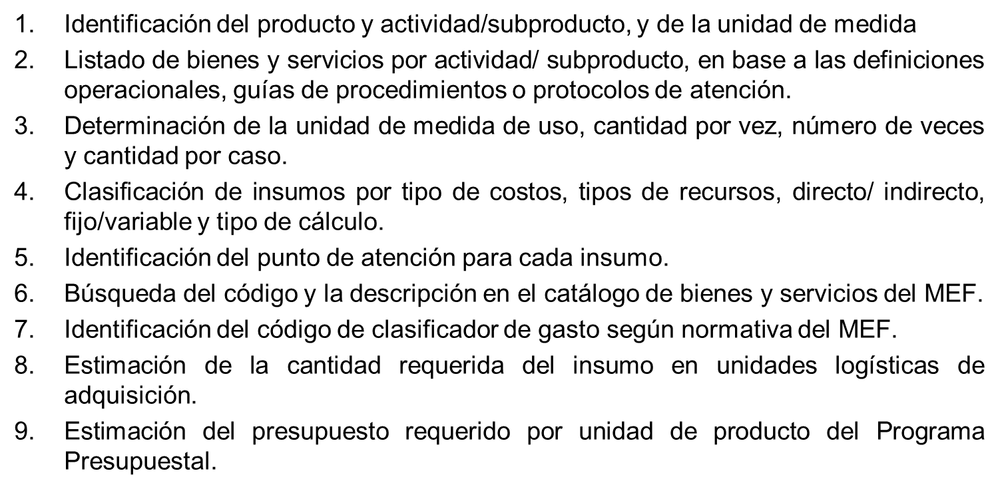 1. Identificación del producto y actividad/subproducto, y de la unidad de medida
2. Listado de bienes y servicios por actividad/ subproducto, en base a las definiciones
operacionales, guías de procedimientos o protocolos de atención.
3. Determinación de la unidad de medida de uso, cantidad por vez, número de veces
y cantidad por caso.
4. Clasificación de insumos por tipo de costos, tipos de recursos, directo/ indirecto,
fijo/variable y tipo de cálculo.
5. Identificación del punto de atención para cada insumo.
6. Búsqueda del código y la descripción en el catálogo de bienes y servicios del MEF.
7. Identificación del código de clasificador de gasto según normativa del MEF.
8. Estimación de la cantidad requerida del insumo en unidades logísticas de
adquisición.
9. Estimación del presupuesto requerido por unidad de producto del Programa
Presupuestal.